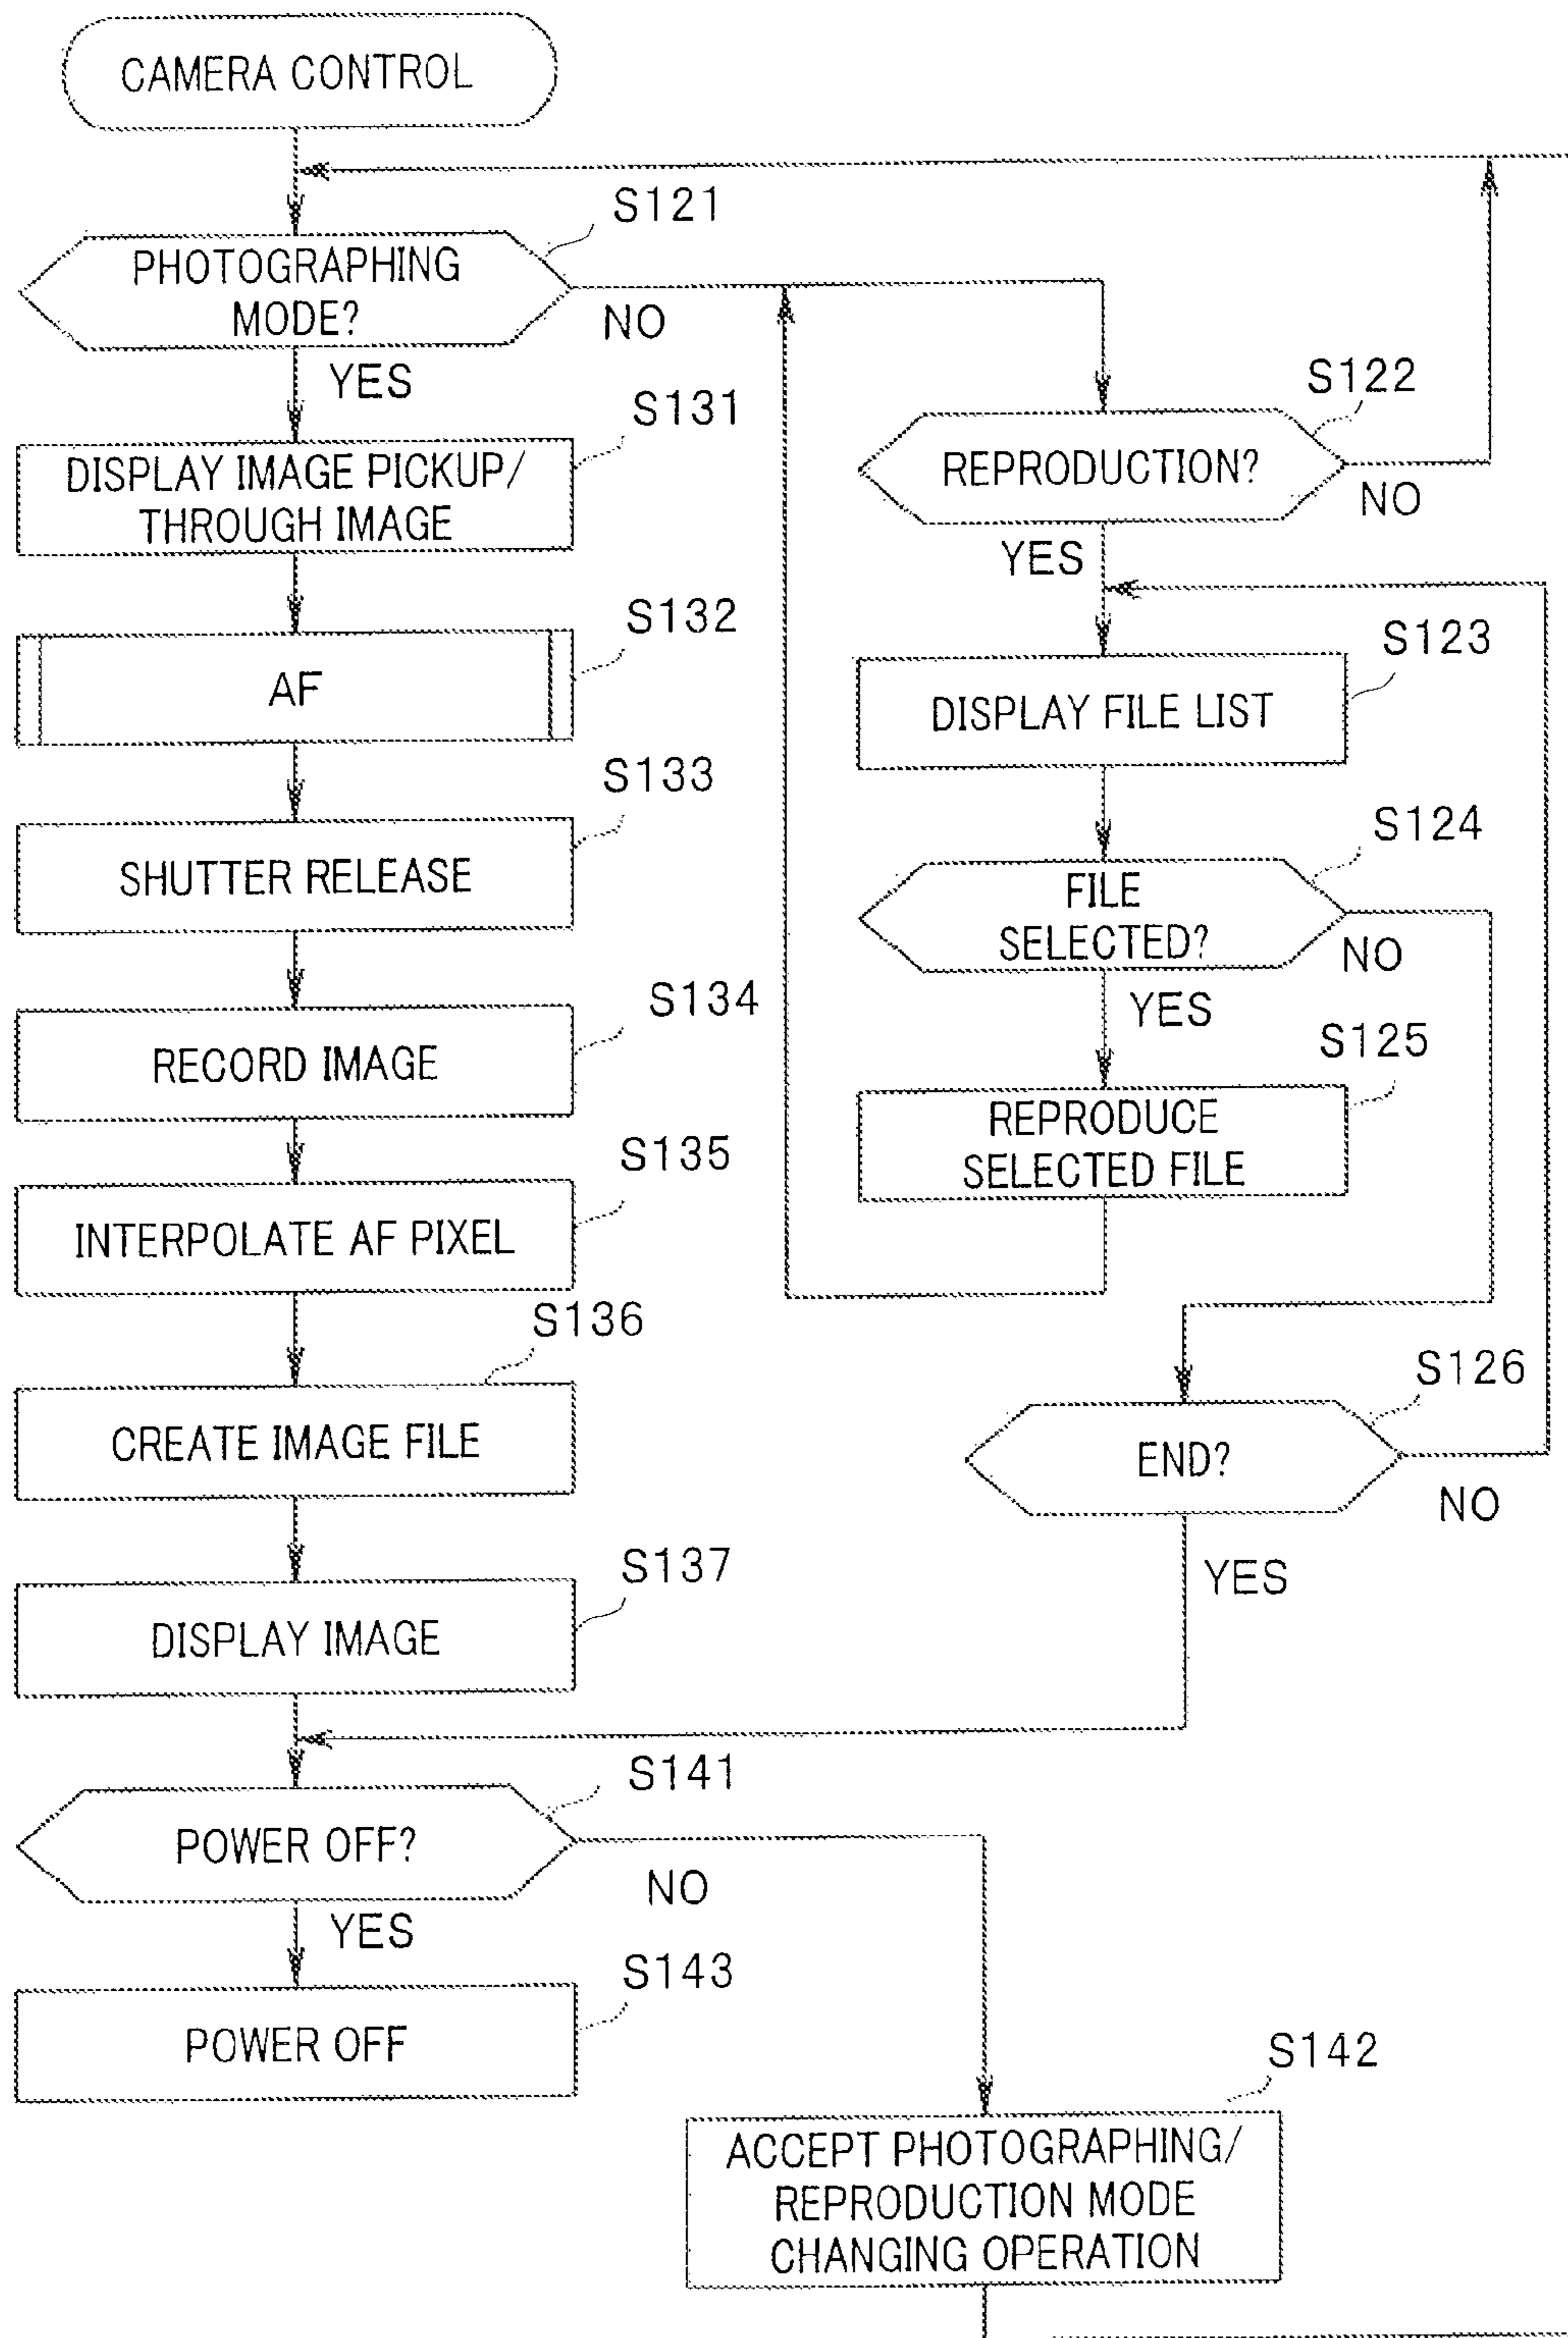 CAMERA CONTROL
S121
PHOTOGRAPHING
MODE?
NO
YES
S131
DISPLAY IMAGE PICKUP/
THROUGH IMAGE
S132
AF
S133
SHUTTER RELEASE
S134
RECORD IMAGE
S135
INTERPOLATE AF PIXEL
S136
CREATE IMAGE FILE
S137
DISPLAY IMAGE
S122
REPRODUCTION?
NO
YES
S123
DISPLAY FILE LIST
S124
FILE
SELECTED?
NO
YES
S125
REPRODUCE
SELECTED FILE
S126
END?
NO
YES
S141
POWER OFF?
NO
YES
S143
POWER OFF
S142
ACCEPT PHOTOGRAPHING/
REPRODUCTION MODE
CHANGING OPERATION